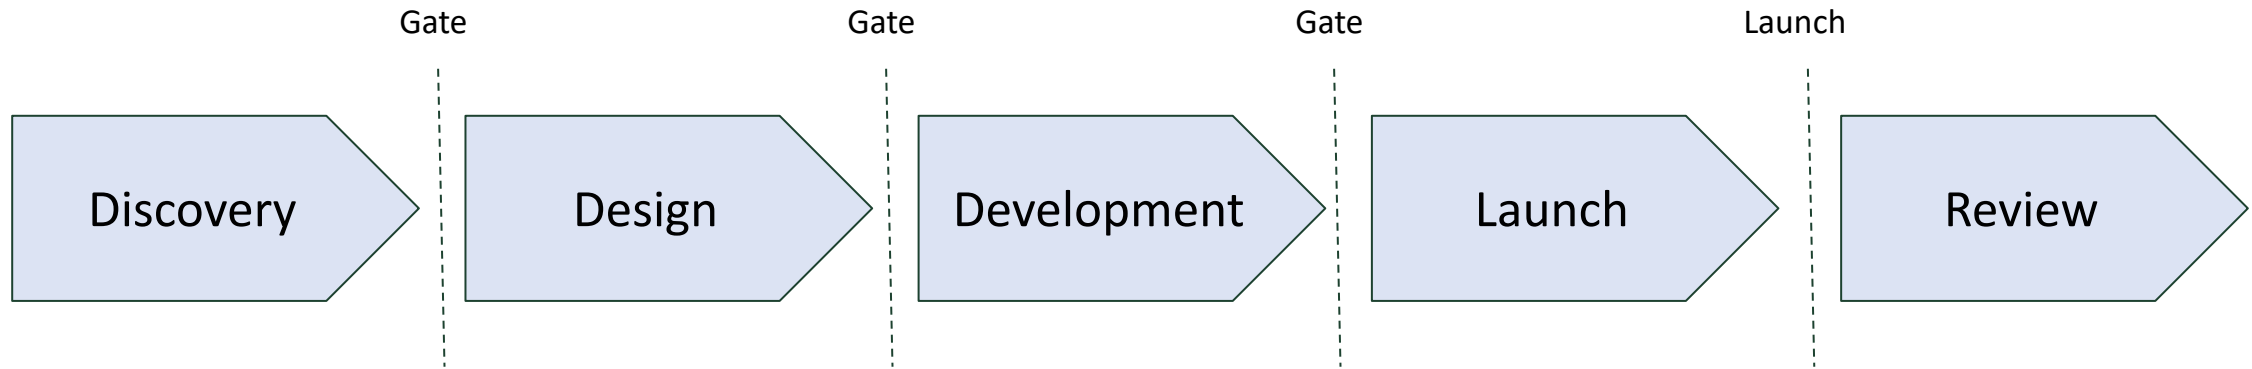 Gate
Gate
Gate
Launch
Discovery
Design
Development
Launch
Review